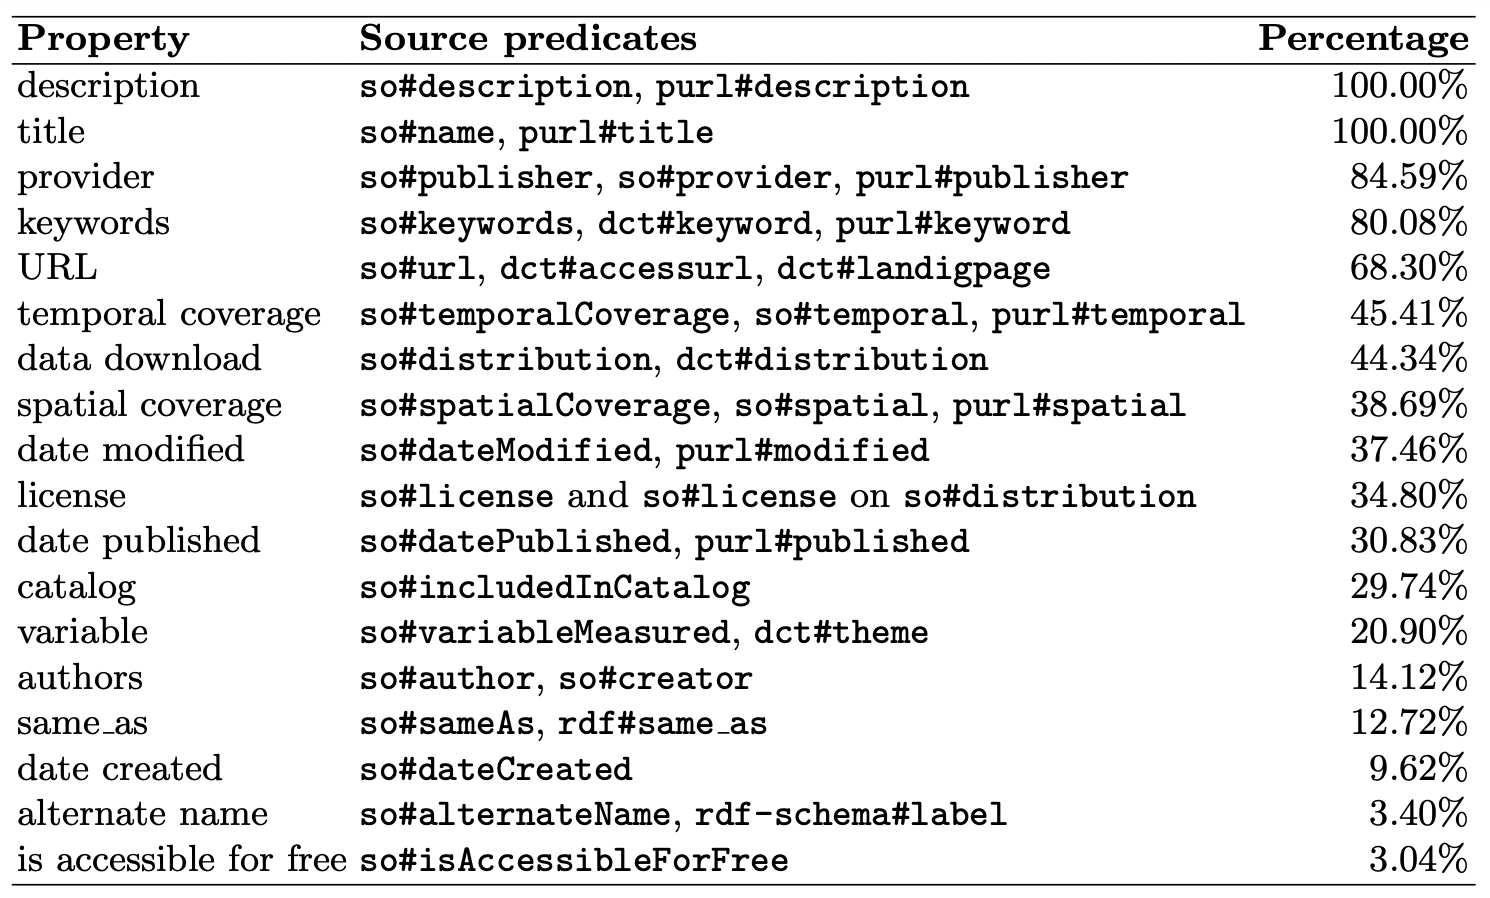 Property Source predicates Percentage
description so#description, purl#description 100.00%
title so#name, purl#title 100.00%
provider so#publisher, so#provider, purl#publisher 84.59%
keywords so#keywords, dct#keyword, purl#keyword 80.08%
URL so#url, dct#accessurl, dct#landigpage 68.30%
temporal coverage so#temporalCoverage, so#temporal, purl#temporal 45.41%
data download so#distribution, dct#distribution 44.34%
spatial coverage so#spatialCoverage, so#spatial, purl#spatial 38.69%
date modified so#dateModified, purl#modified 37.46%
license so#license and so#license on so#distribution 34.80%
date published so#datePublished, purl#published 30.83%
catalog so#includedInCatalog 29.74%
variable so#variableMeasured, dct#theme 20.90%
authors so#author, so#creator 14.12%
same_as so#sameAs, rdf#same_as 12.72%
date created so#dateCreated 9.62%
alternate name so#alternateName, rdf-schema#label 3.40%
is accessible for free so#isAccessibleForFree 3.04%